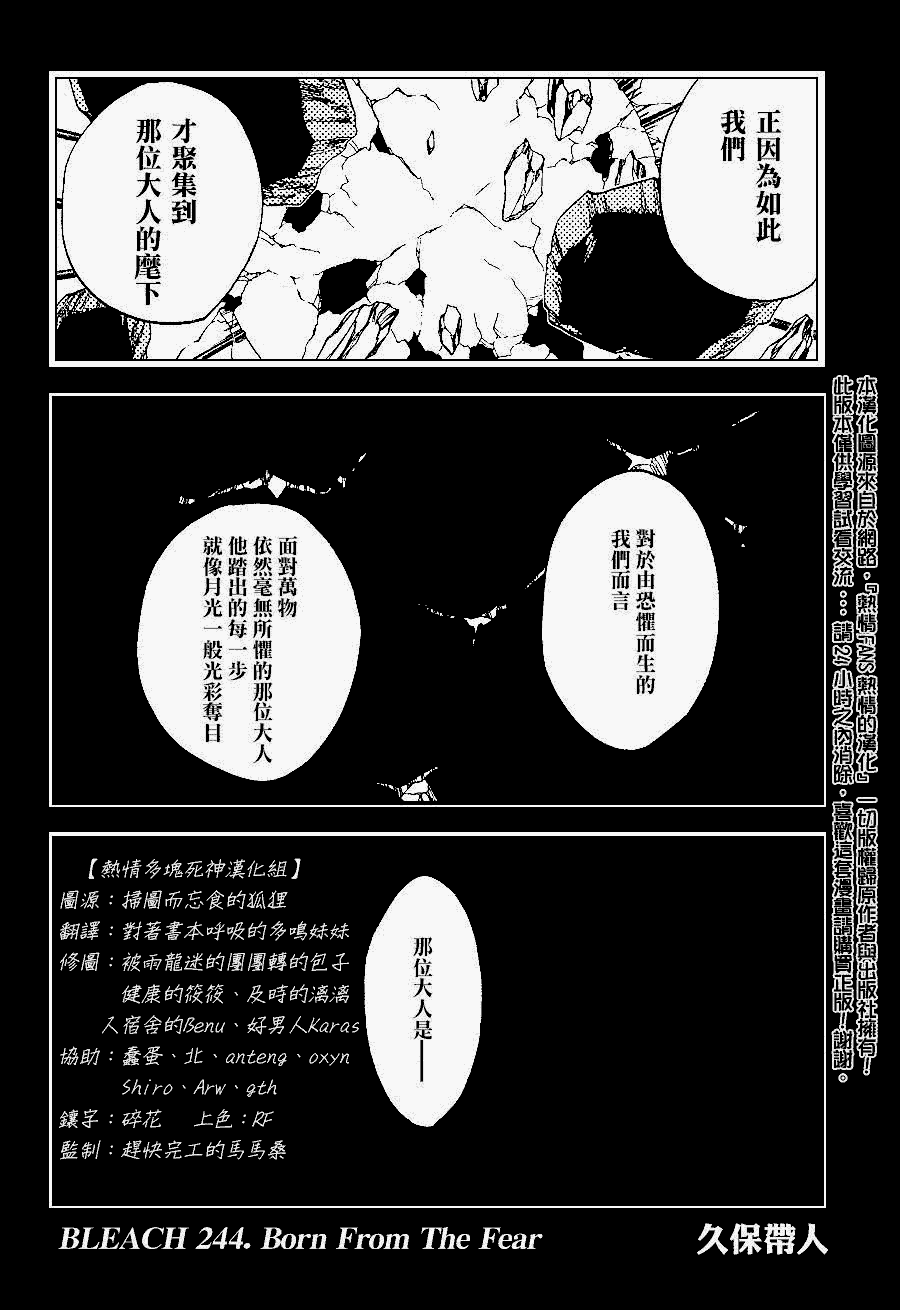 正因為如此
我們
才聚集到
那位大人的麾下
對於由恐懼而生的
我們而言
面對萬物
依然毫無所懼的那位大人
他踏出的每一步
就像月光一般光彩奪目
那位大人是——
【熱情多塊死神漢化組】
圖源：掃圖而忘食的狐狸
翻譯：對著書本呼吸的多鳴妹妹
修圖：被雨龍迷的團團轉的包子
健康的筱筱、及時的漓漓
入宿舍的Benu、好男人Karas
協助：蠢蛋、北、anteng、oxyn
Shiro、Arw、gth
鑲字：碎花　上色：RF
監制：趕快完工的馬馬桑
本漢化圖源來自於網路，『熱情FANS熱情的漢化』一切版權歸原作者與出版社擁有！
此版本僅供學習試看交流...請24小時之內消除，喜歡這套漫畫請購買正版！謝謝。
BLEACH 244. Born From The Fear
久保帶人